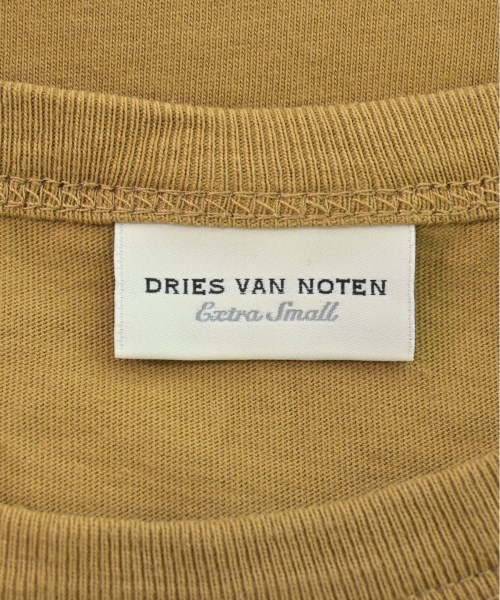 DRIES VAN NOTEN
Extra Small